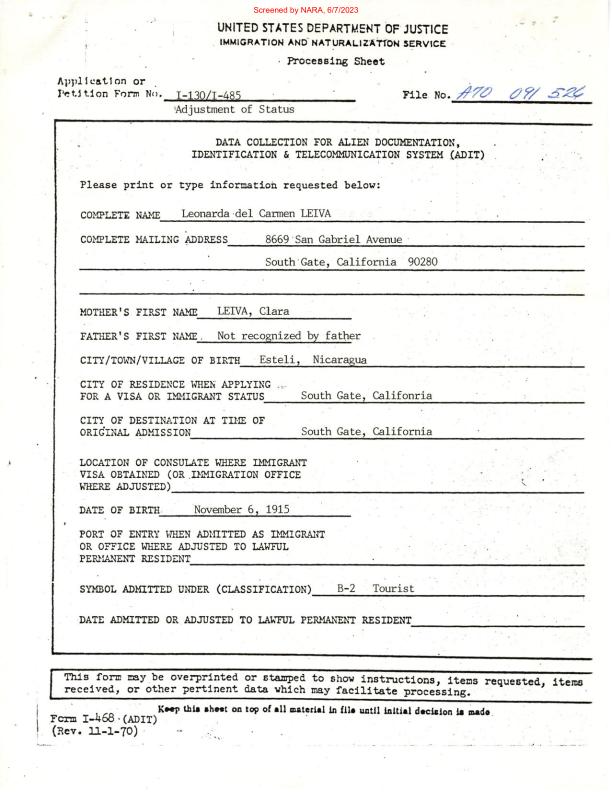 Screened by NARA, 6/7/2023
UNITED STATES DEPARTMENT OF JUSTICE
IMMIGRATION AND NATURALIZATION SERVICE
Processing Sheet
Application or
Petition Form No. I-130/I-485 File No. A70 091 526
Adjustment of Status
DATA COLLECTION FOR ALIEN DOCUMENTATION,
IDENTIFICATION & TELECOMMUNICATION SYSTEM (ADIT)
Please print or type information requested below:
COMPLETE NAME Leonarda del Carmen LEIVA
COMPLETE MAILING ADDRESS 8669 San Gabriel Avenue
South Gate, California 90280
MOTHER'S FIRST NAME LEIVA, Clara
FATHER'S FIRST NAME Not recognized by father
CITY/TOWN/VILLAGE OF BIRTH Esteli, Nicaragua
CITY OF RESIDENCE WHEN APPLYING
FOR A VISA OR IMMIGRANT STATUS South Gate, Califonria
CITY OF DESTINATION AT TIME OF
ORIGINAL ADMISSION South Gate, California
LOCATION OF CONSULATE WHERE IMMIGRANT
VISA OBTAINED (OR IMMIGRATION OFFICE
WHERE ADJUSTED)
DATE OF BIRTH November 6, 1915
PORT OF ENTRY WHEN ADMITTED AS IMMIGRANT
OR OFFICE WHERE ADJUSTED TO LAWFUL
PERMANENT RESIDENT
SYMBOL ADMITTED UNDER (CLASSIFICATION) B-2 Tourist
DATE ADMITTED OR ADJUSTED TO LAWFUL PERMANENT RESIDENT
This form may be overprinted or stamped to show instructions, items requested, items
received, or other pertinent data which may facilitate processing.
Keep this sheet on top of all material in file until initial decision is made
Form I-468 (ADIT)
(Rev. 11-1-70)